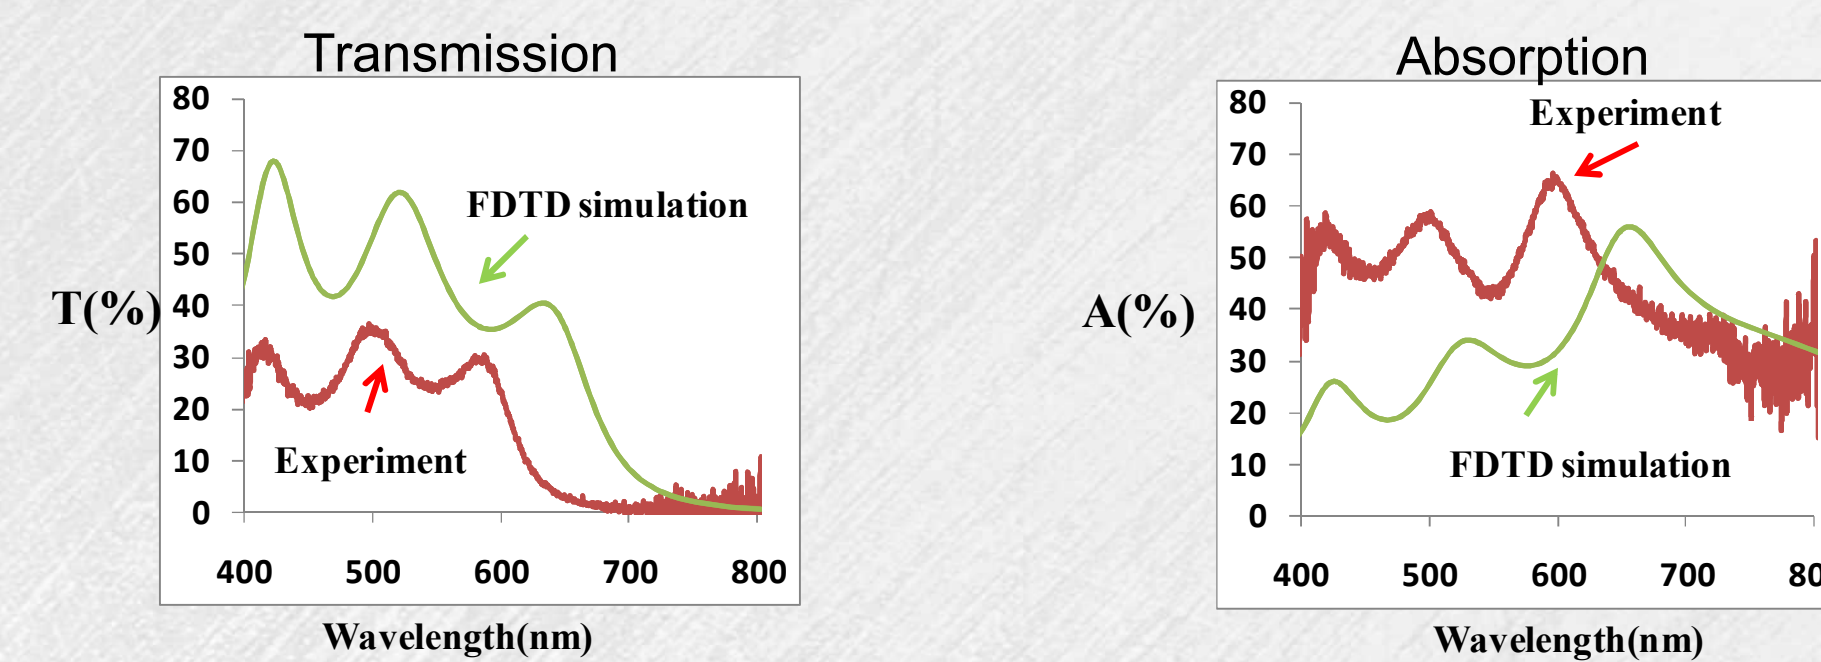 Transmission
80
70
60
50
40
30
20
10
0
T(%)
FDTD simulation
Experiment
400 500 600 700 800
Wavelength(nm)
Absorption
80
70
60
50
40
30
20
10
0
A(%)
Experiment
FDTD simulation
400 500 600 700 80
Wavelength(nm)